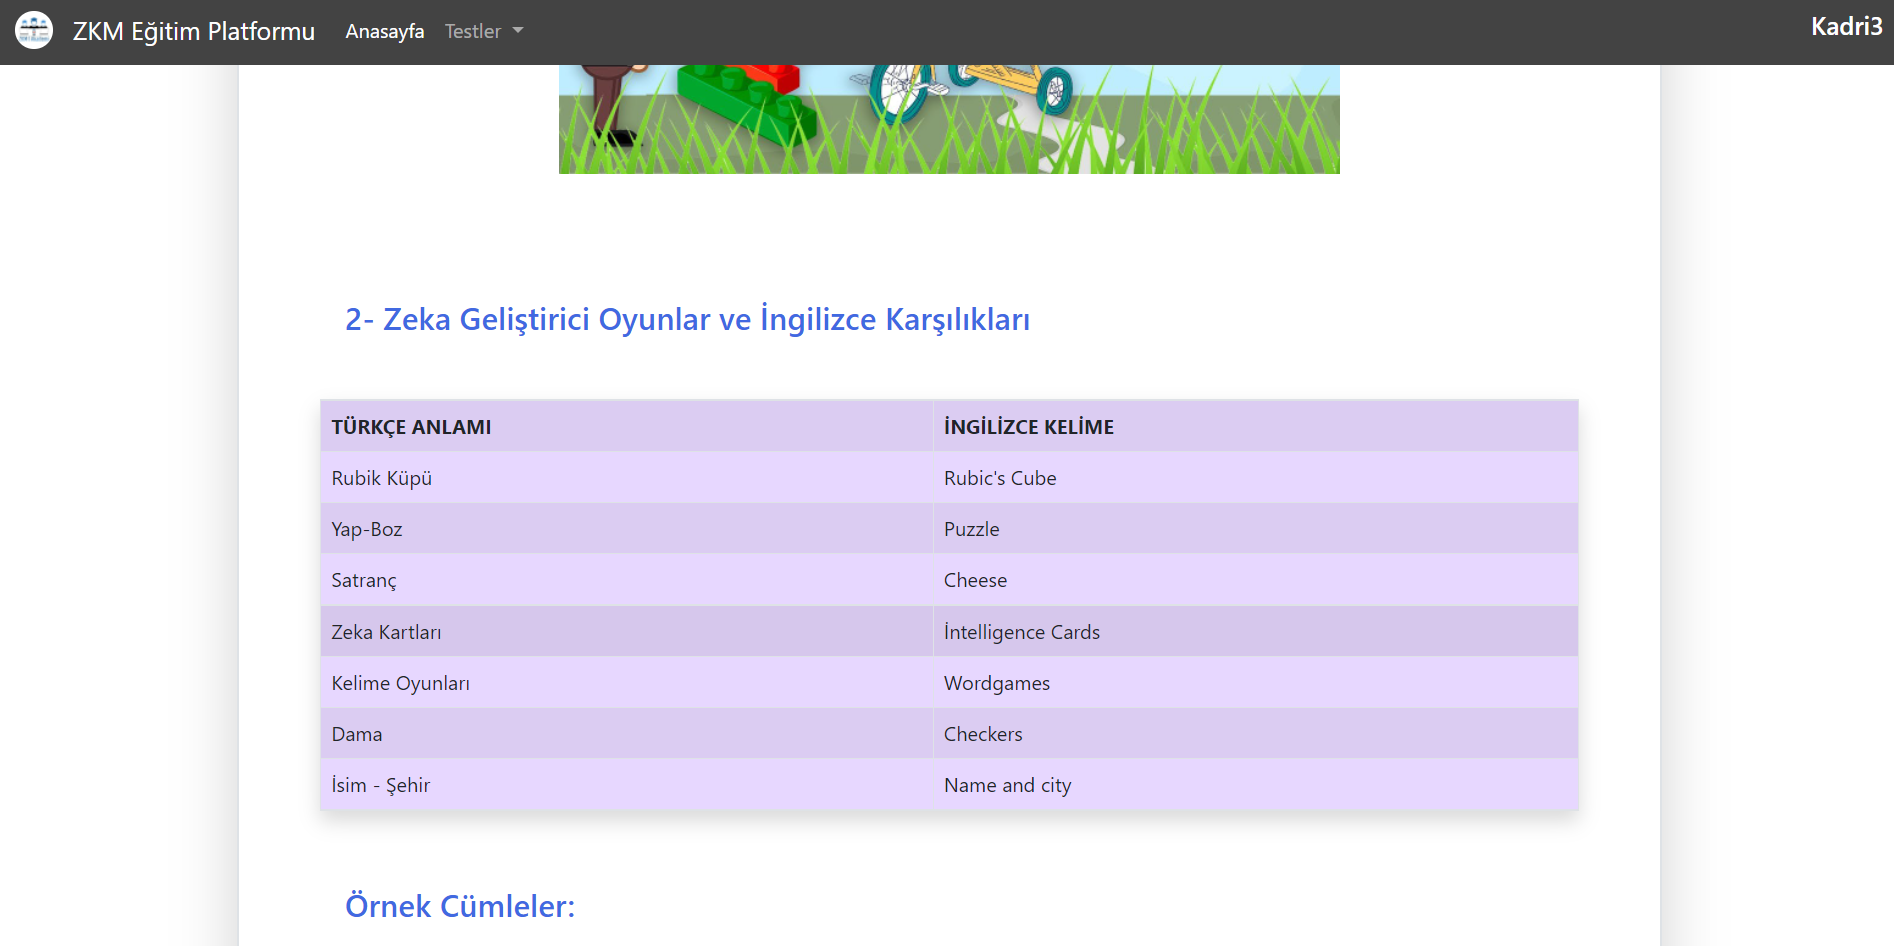 ZKM Eğitim Platformu Anasayfa Testler Kadri3
2- Zeka Geliştirici Oyunlar ve İngilizce Karşılıkları
TÜRKÇE ANLAMI İNGİLİZCE KELİME
Rubik Küpü Rubic's Cube
Yap-Boz Puzzle
Satranç Cheese
Zeka Kartları İntelligence Cards
Kelime Oyunları Wordgames
Dama Checkers
İsim - Şehir Name and city
Örnek Cümleler: